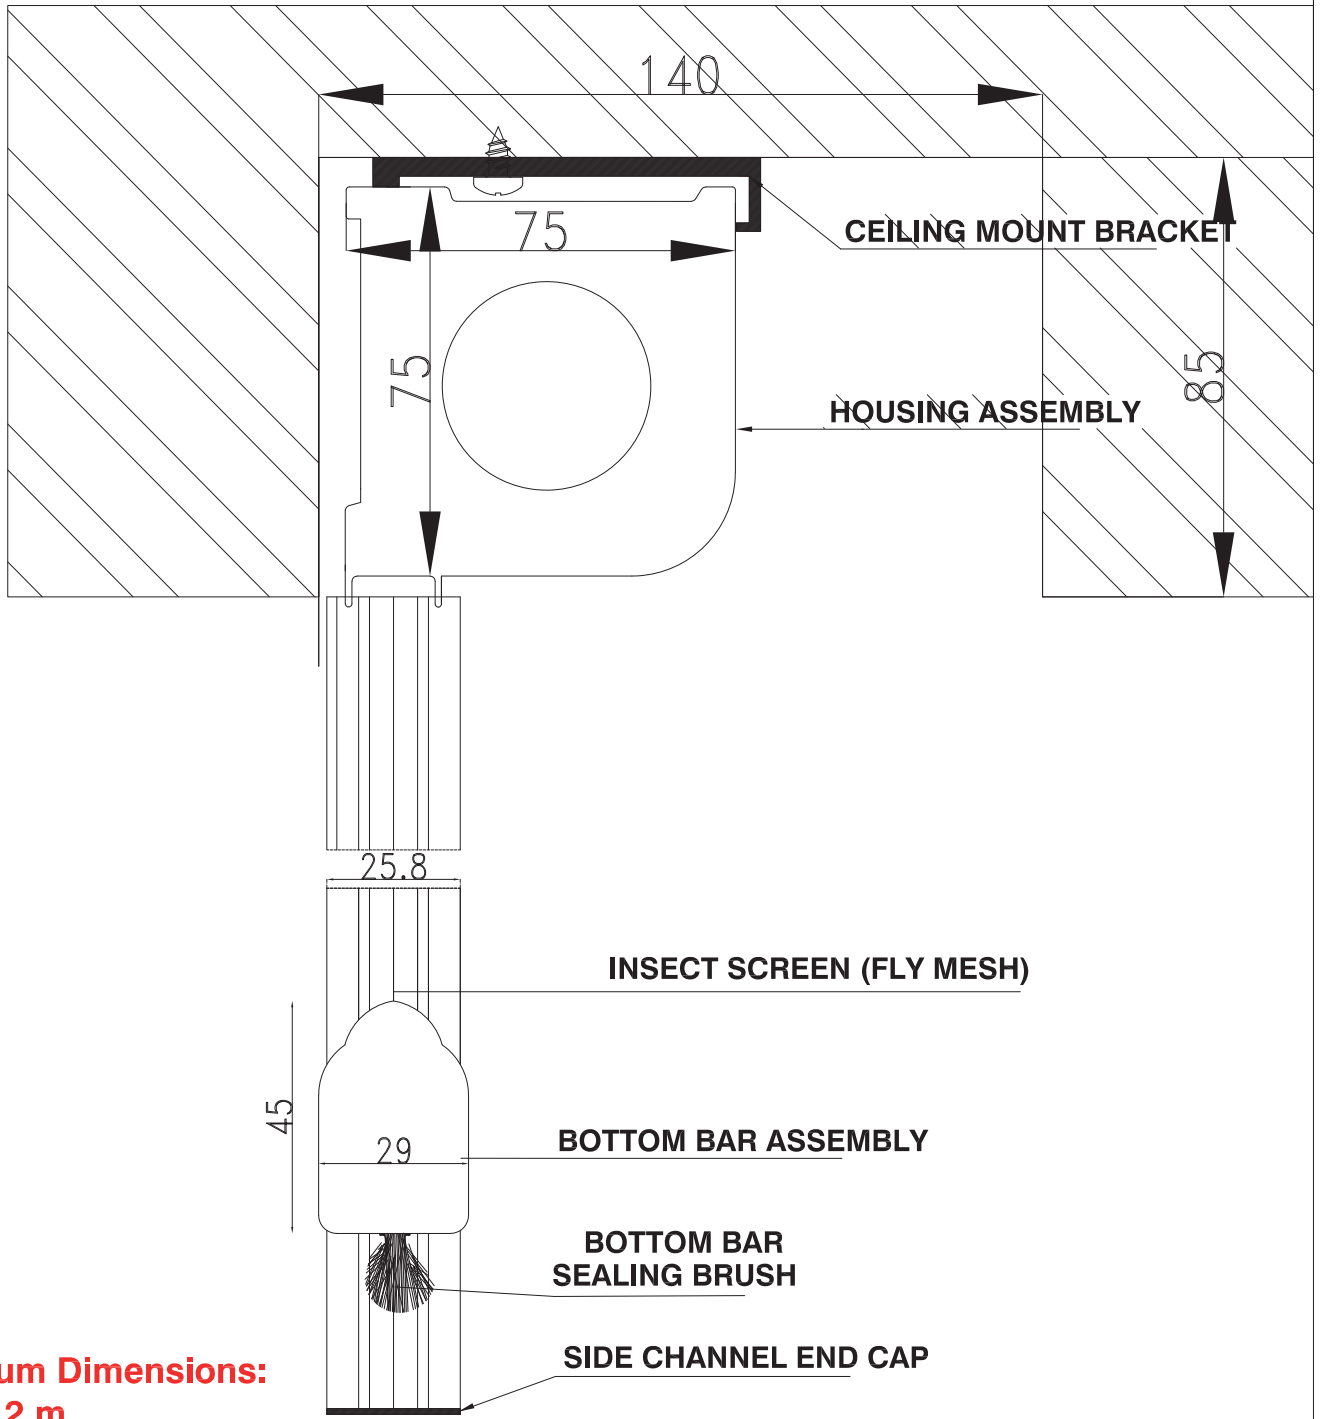 140
75
CEILING MOUNT BRACKET
75
85
HOUSING ASSEMBLY
25.8
INSECT SCREEN (FLY MESH)
45
29
BOTTOM BAR ASSEMBLY
BOTTOM BAR
SEALING BRUSH
SIDE CHANNEL END CAP
um Dimensions:
2 m